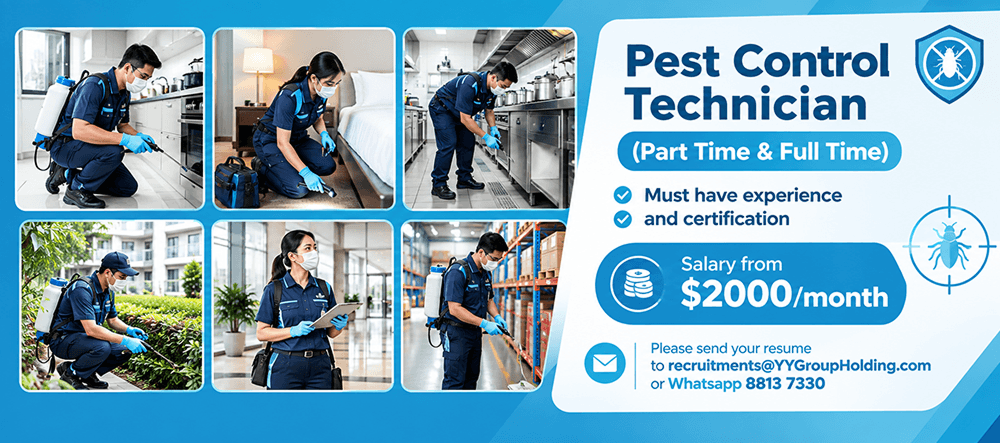 Pest Control
Technician
(Part Time & Full Time)
Must have experience
and certification
Salary from
$2000/month
Please send your resume
to recruitments@YYGroupHolding.com
or Whatsapp 8813 7330